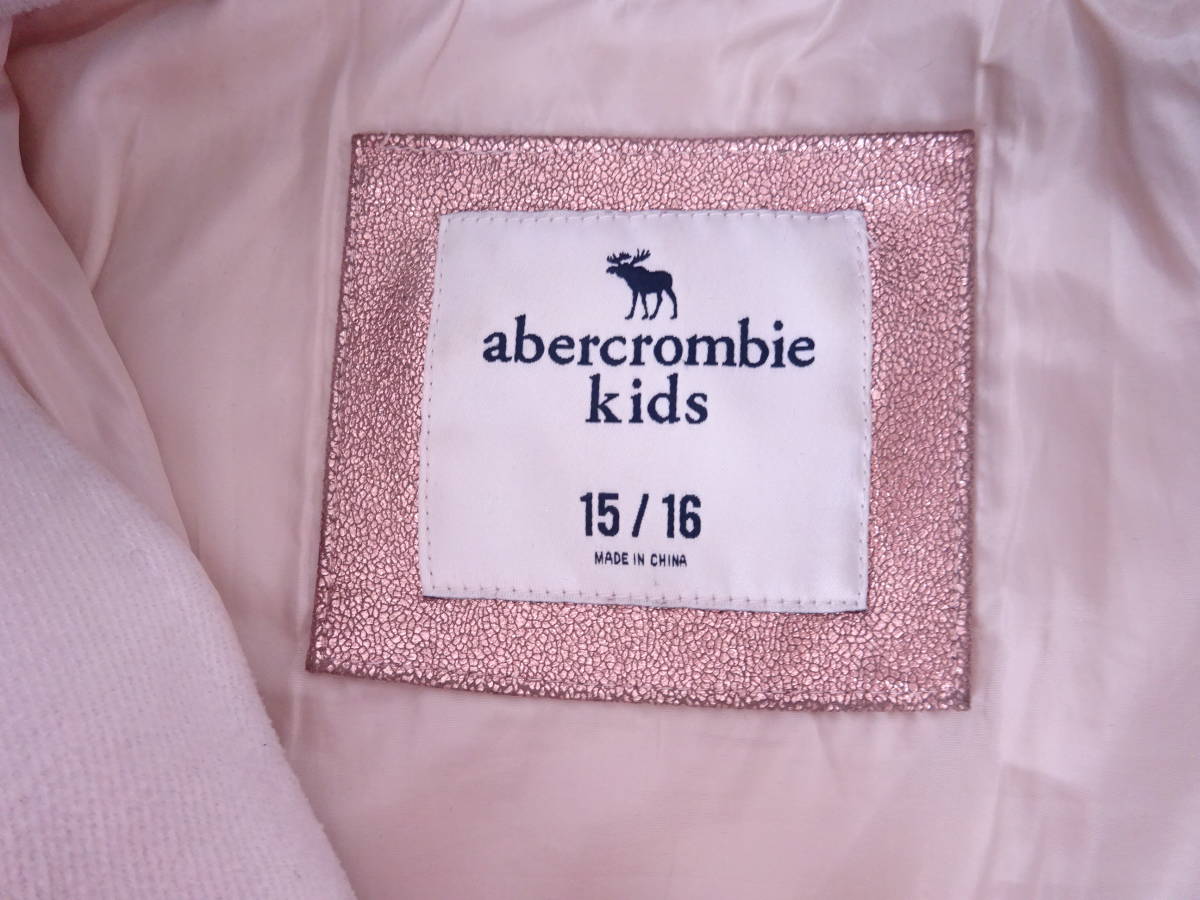 abercrombie
kids
15 / 16
MADE IN CHINA